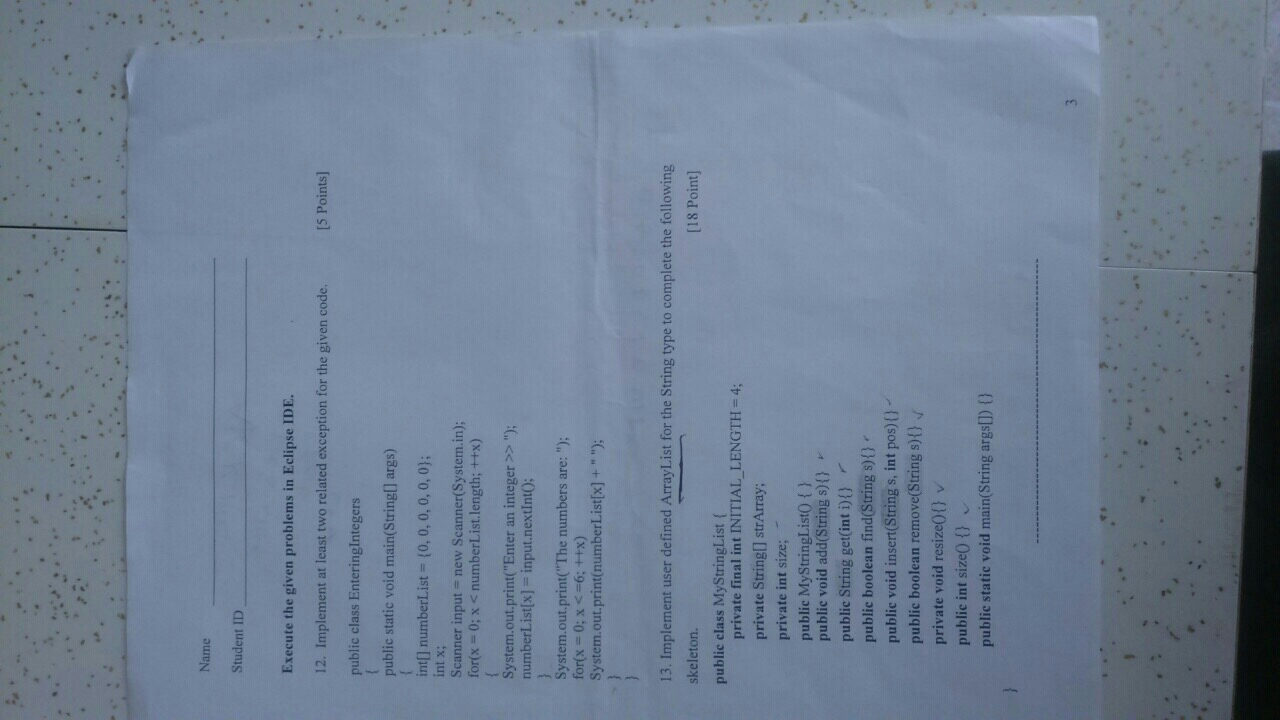 Name
Student ID
Execute the given problems in Eclipse IDE.
12. Implement at least two related exception for the given code. [5 Points]
public class EnteringIntegers
{
public static void main(String[] args)
{
int[] numberList = {0, 0, 0, 0, 0, 0};
int x;
Scanner input = new Scanner(System.in);
for(x = 0; x < numberList.length; ++x)
{
System.out.print("Enter an integer >> ");
numberList[x] = input.nextInt();
}
System.out.print("The numbers are: ");
for(x = 0; x <=6; ++x)
System.out.print(numberList[x] + " ");
}
}
13. Implement user defined ArrayList for the String type to complete the following
skeleton. [18 Point]
public class MyStringList {
private final int INITIAL_LENGTH = 4;
private String[] strArray;
private int size;
public MyStringList() { }
public void add(String s){}
public String get(int i){}
public boolean find(String s){}
public void insert(String s, int pos){}
public boolean remove(String s){}
private void resize(){}
public int size() {}
public static void main(String args[]) {}
}
3